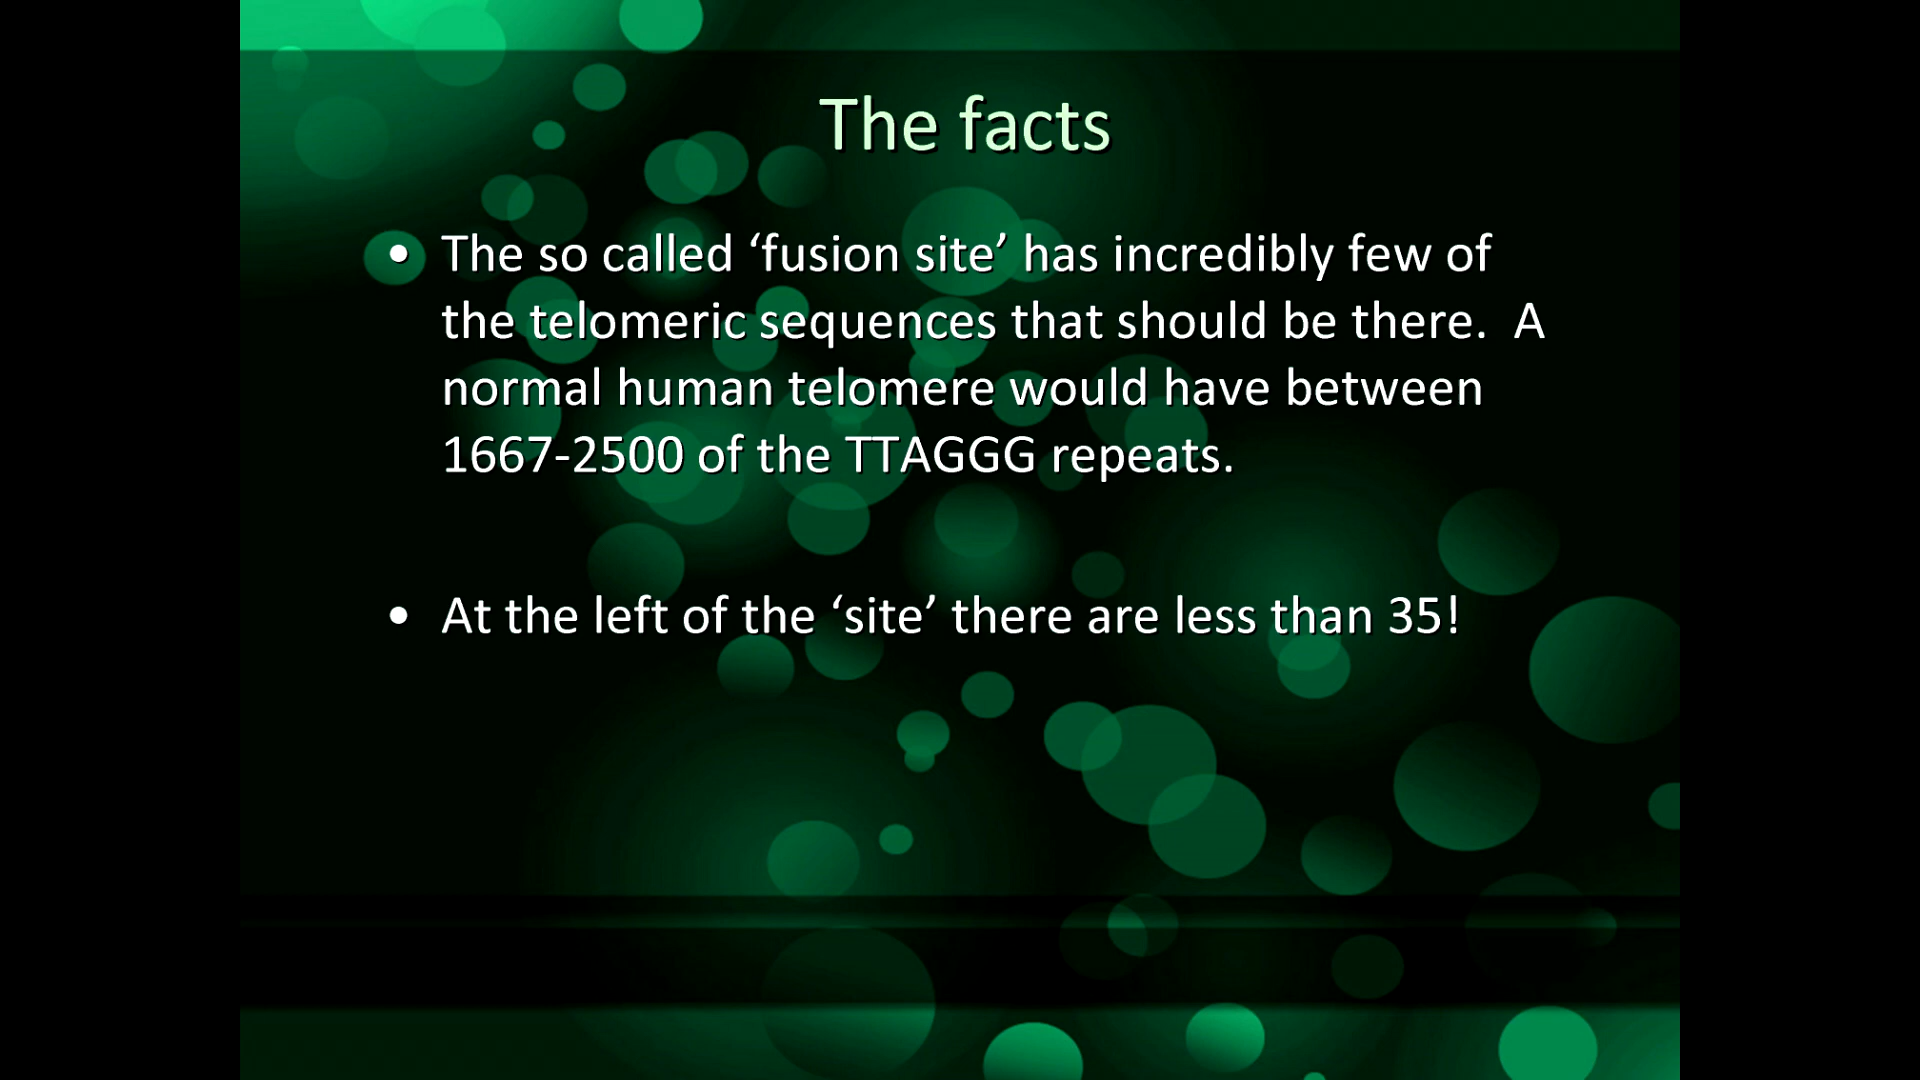 The facts
• The so called ‘fusion site’ has incredibly few of
the telomeric sequences that should be there.  A
normal human telomere would have between
1667-2500 of the TTAGGG repeats.
• At the left of the ‘site’ there are less than 35!